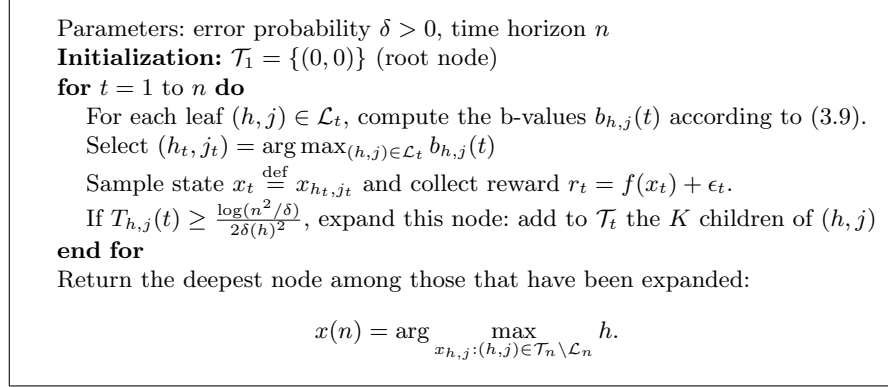 Parameters: error probability δ > 0, time horizon n
Initialization: 𝒯₁ = {(0, 0)} (root node)
for t = 1 to n do
For each leaf (h, j) ∈ ℒₜ, compute the b-values b_{h,j}(t) according to (3.9).
Select (hₜ, jₜ) = arg max_{(h,j)∈ℒₜ} b_{h,j}(t)
Sample state xₜ \overset{def}{=} x_{hₜ,jₜ} and collect reward rₜ = f(xₜ) + ϵₜ.
If T_{h,j}(t) ≥ \frac{log(n²/δ)}{2δ(h)²}, expand this node: add to 𝒯ₜ the K children of (h, j)
end for
Return the deepest node among those that have been expanded:
x(n) = arg max_{x_{h,j}:(h,j)∈𝒯ₙ\ℒₙ} h.